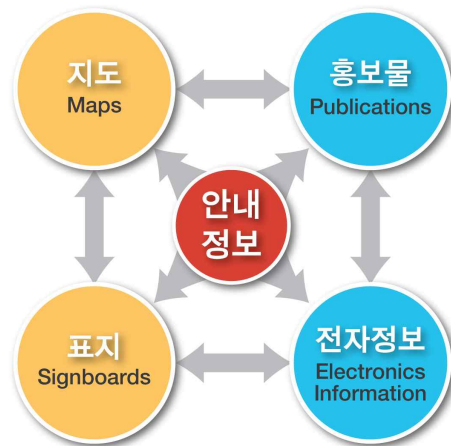 지도
Maps
홍보물
Publications
안내
정보
표지
Signboards
전자정보
Electronics
Information